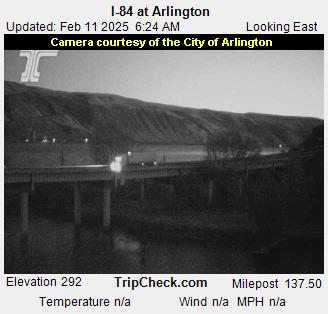 I-84 at Arlington
Updated: Feb 11 2025 6:24 AM Looking East
Camera courtesy of the City of Arlington
Elevation 292 TripCheck.com Milepost 137.50
Temperature n/a Wind n/a MPH n/a